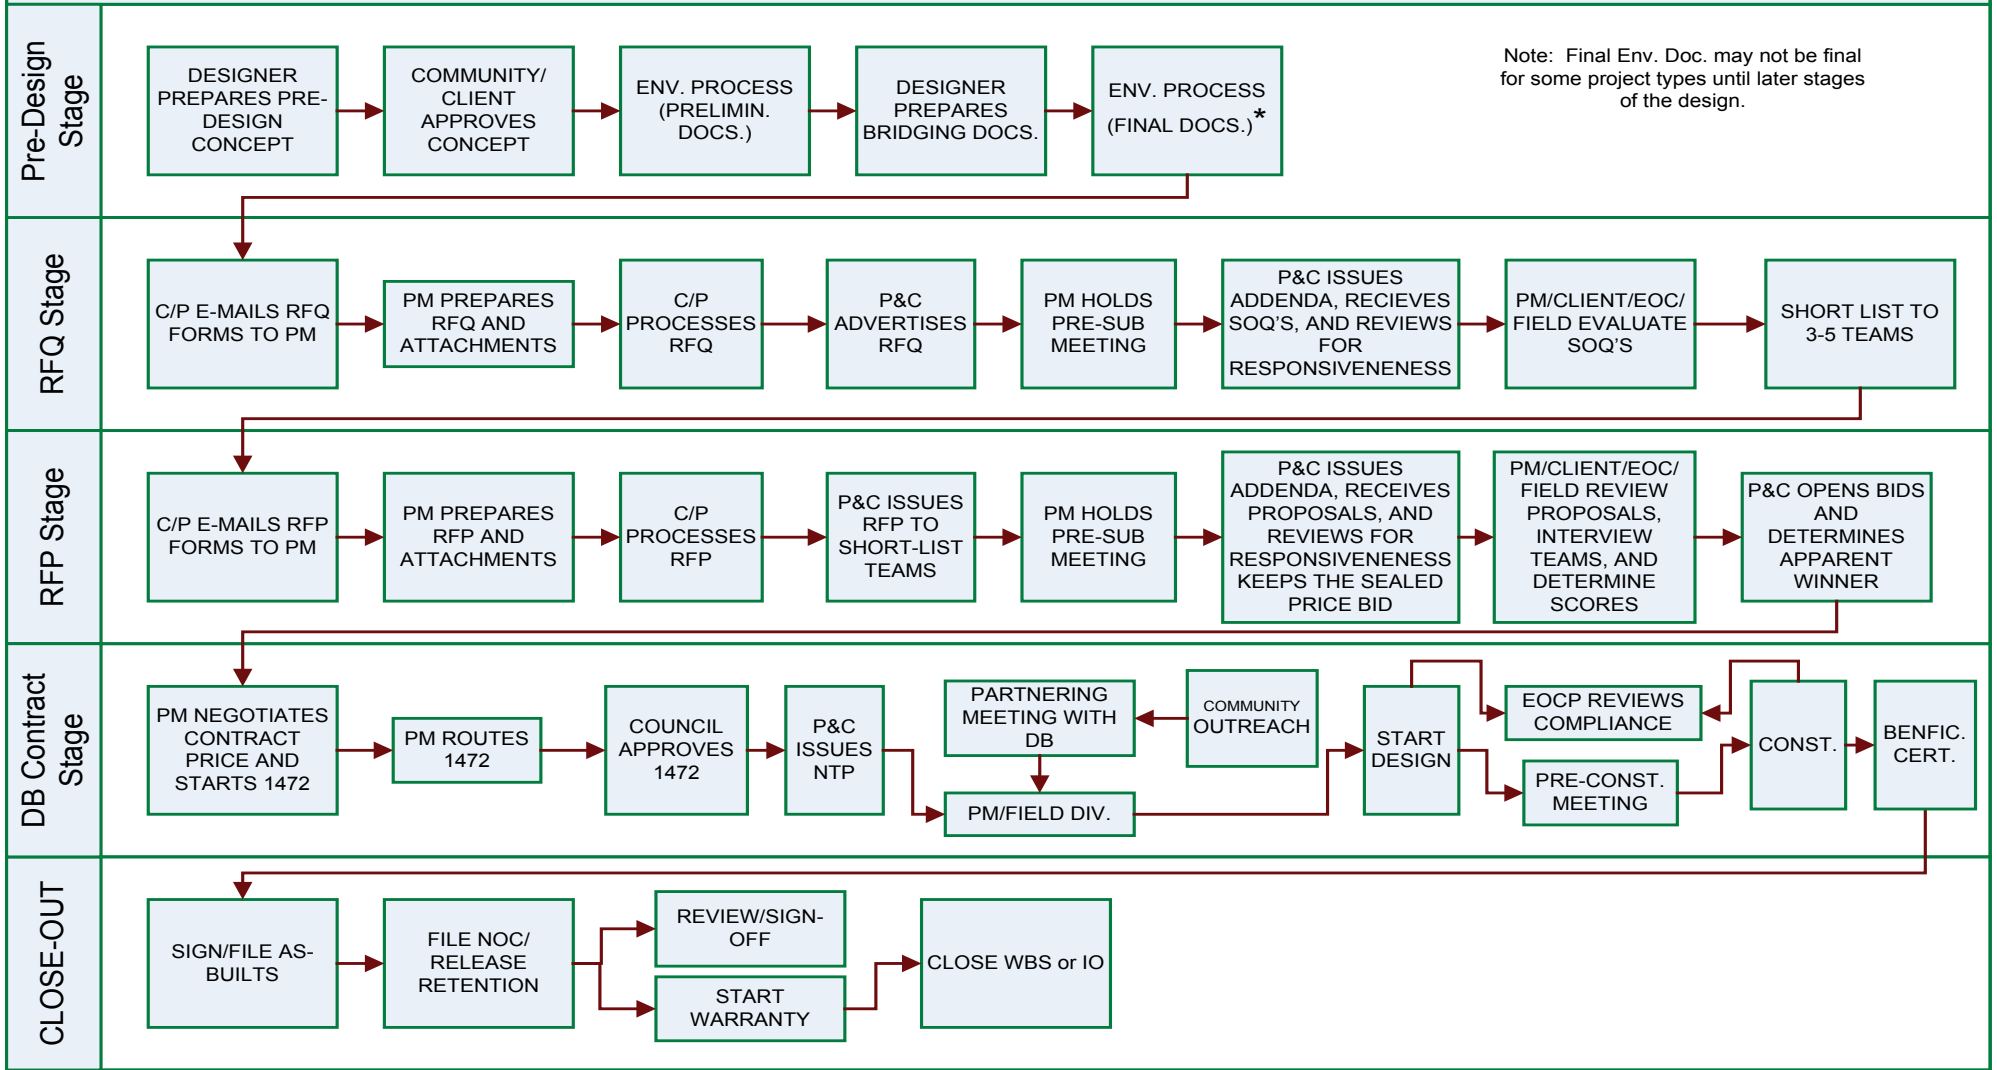 Pre-Design
Stage
DESIGNER
PREPARES PRE-
DESIGN
CONCEPT
COMMUNITY/
CLIENT
APPROVES
CONCEPT
ENV. PROCESS
(PRELIMIN.
DOCS.)
DESIGNER
PREPARES
BRIDGING DOCS.
ENV. PROCESS
(FINAL DOCS.)*
Note: Final Env. Doc. may not be final
for some project types until later stages
of the design.
RFQ Stage
C/P E-MAILS RFQ
FORMS TO PM
PM PREPARES
RFQ AND
ATTACHMENTS
C/P
PROCESSES
RFQ
P&C
ADVERTISES
RFQ
PM HOLDS
PRE-SUB
MEETING
P&C ISSUES
ADDENDA, RECIEVES
SOQ'S, AND REVIEWS
FOR
RESPONSIVENENESS
PM/CLIENT/EOC/
FIELD EVALUATE
SOQ'S
SHORT LIST TO
3-5 TEAMS
RFP Stage
C/P E-MAILS RFP
FORMS TO PM
PM PREPARES
RFP AND
ATTACHMENTS
C/P
PROCESSES
RFP
P&C ISSUES
RFP TO
SHORT-LIST
TEAMS
PM HOLDS
PRE-SUB
MEETING
P&C ISSUES
ADDENDA, RECEIVES
PROPOSALS, AND
REVIEWS FOR
RESPONSIVENENESS
KEEPS THE SEALED
PRICE BID
PM/CLIENT/EOC/
FIELD REVIEW
PROPOSALS,
INTERVIEW
TEAMS, AND
DETERMINE
SCORES
P&C OPENS BIDS
AND
DETERMINES
APPARENT
WINNER
DB Contract
Stage
PM NEGOTIATES
CONTRACT
PRICE AND
STARTS 1472
PM ROUTES
1472
COUNCIL
APPROVES
1472
P&C
ISSUES
NTP
PARTNERING
MEETING WITH
DB
COMMUNITY
OUTREACH
PM/FIELD DIV.
START
DESIGN
EOCP REVIEWS
COMPLIANCE
PRE-CONST.
MEETING
CONST.
BENFIC.
CERT.
CLOSE-OUT
SIGN/FILE AS-
BUILTS
FILE NOC/
RELEASE
RETENTION
REVIEW/SIGN-
OFF
START
WARRANTY
CLOSE WBS or IO